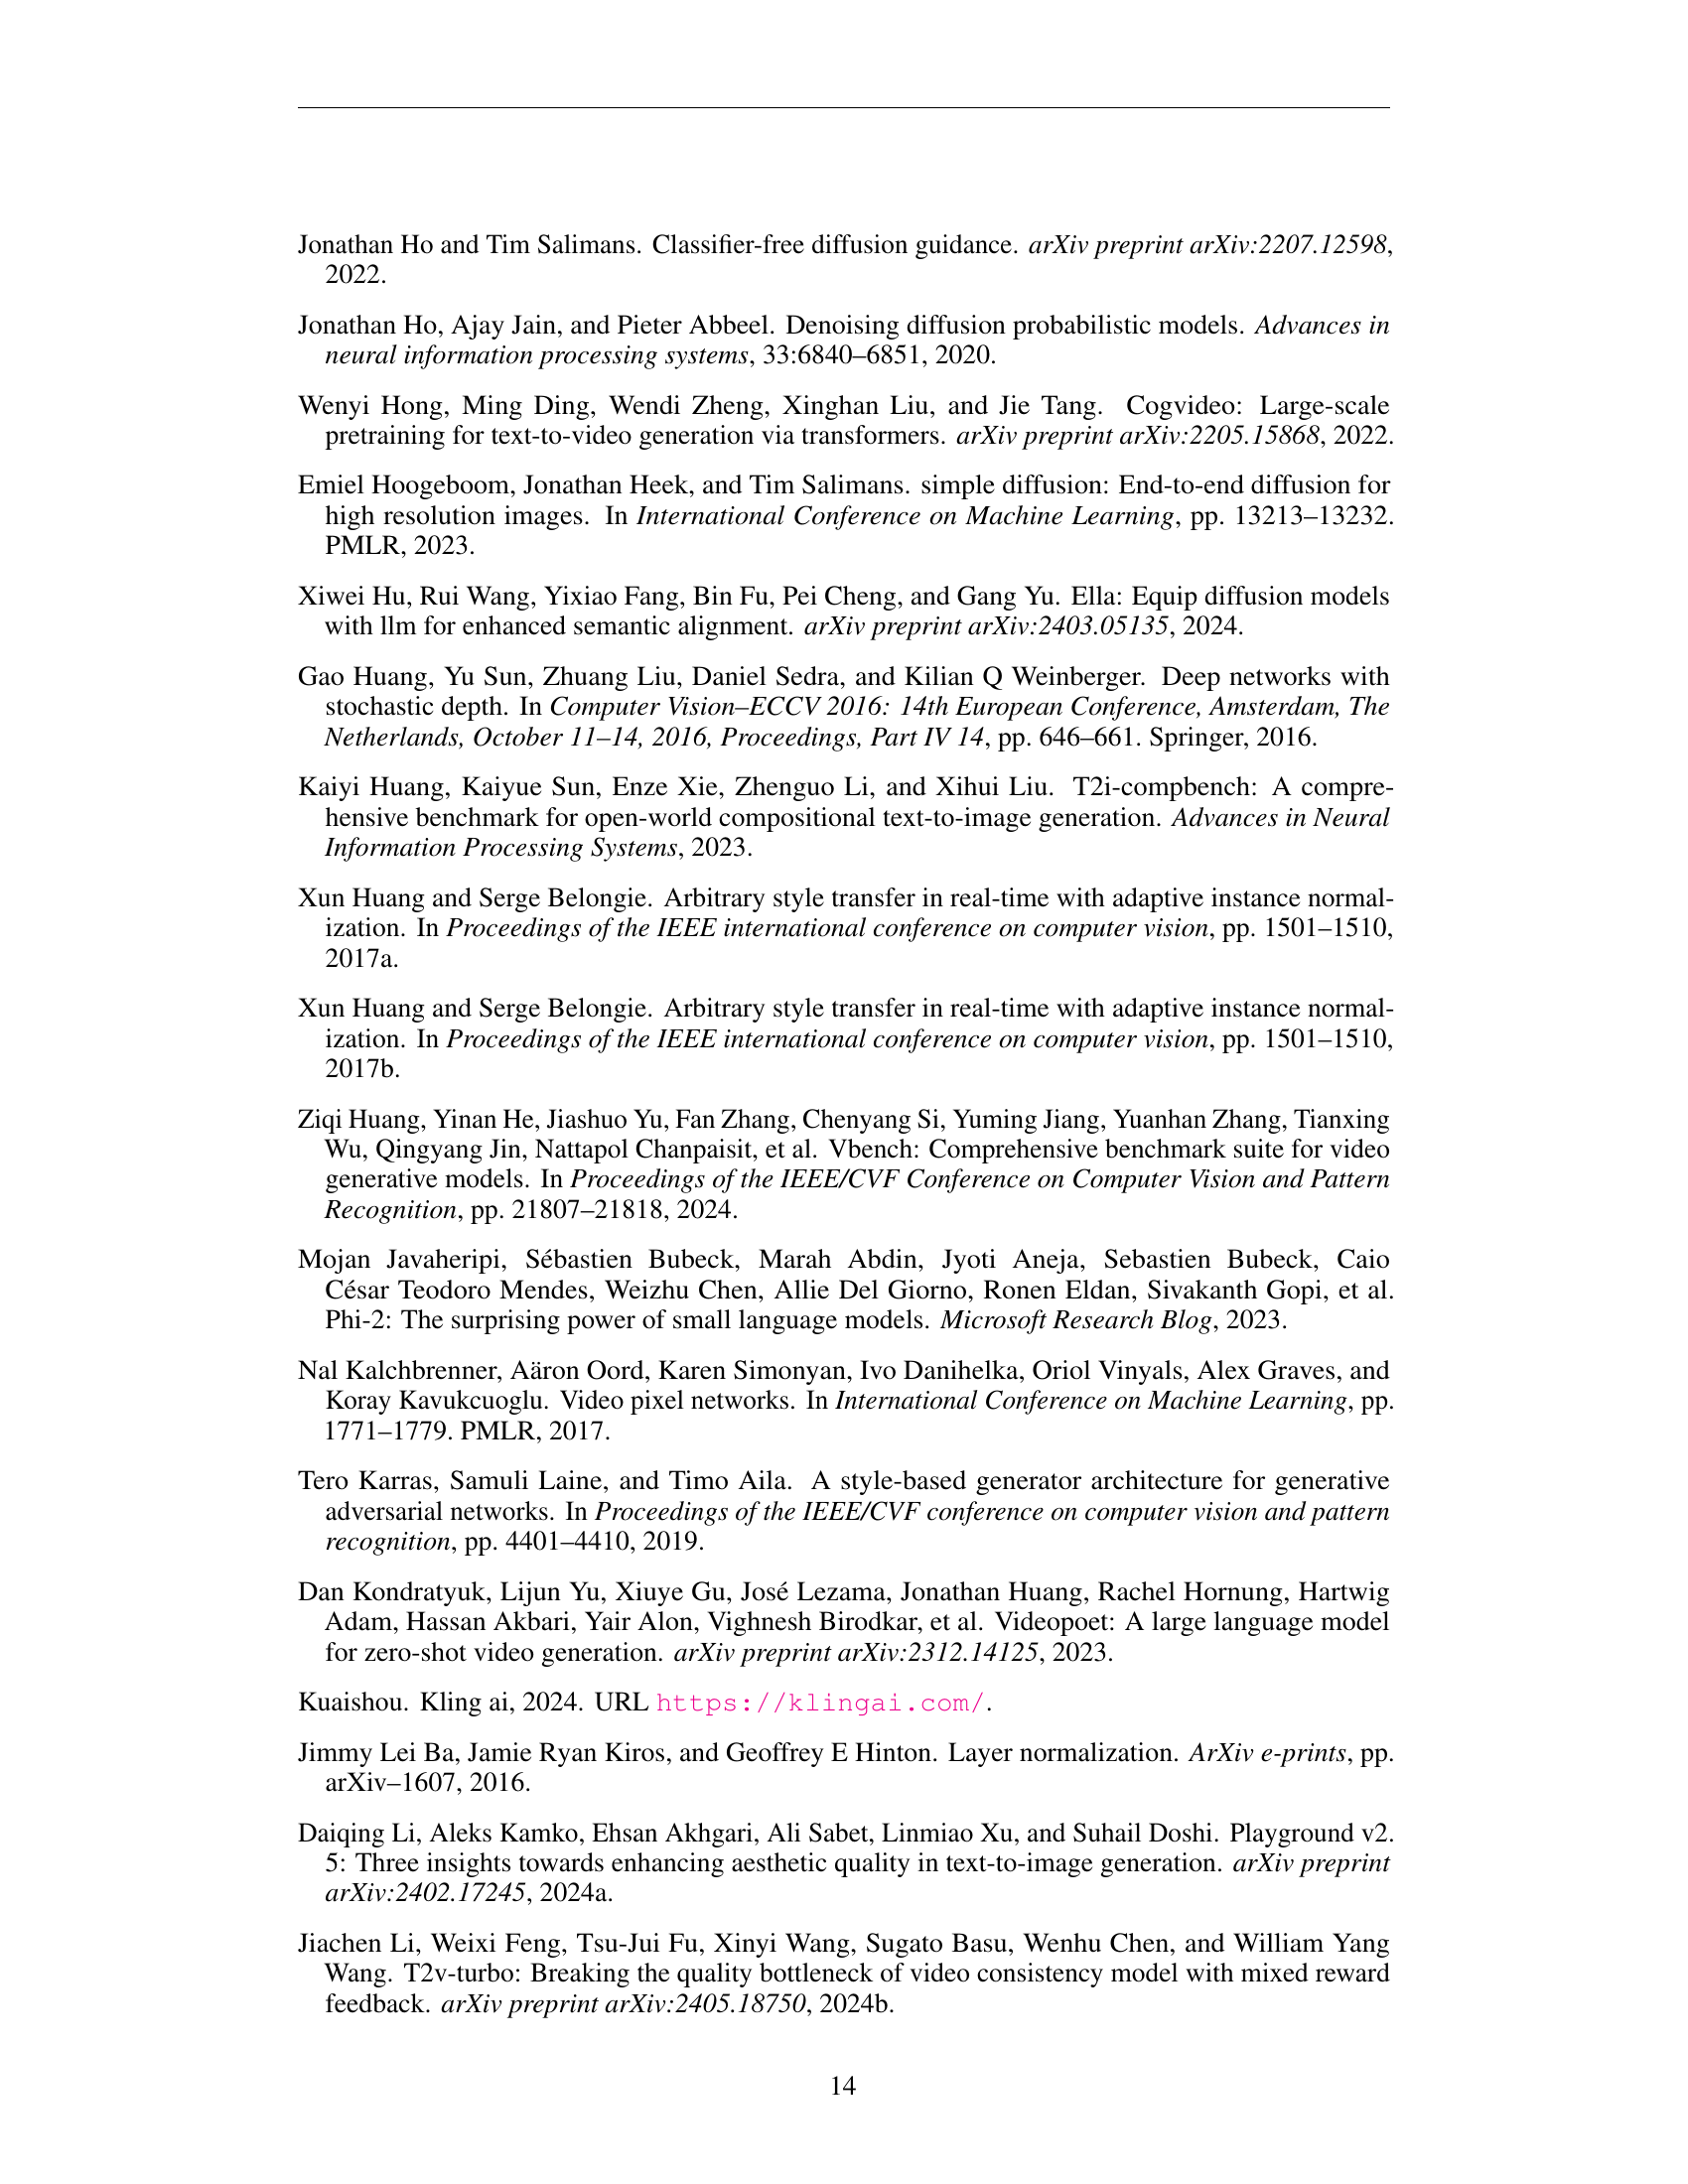 Jonathan Ho and Tim Salimans. Classifier-free diffusion guidance. arXiv preprint arXiv:2207.12598,
2022.
Jonathan Ho, Ajay Jain, and Pieter Abbeel. Denoising diffusion probabilistic models. Advances in
neural information processing systems, 33:6840–6851, 2020.
Wenyi Hong, Ming Ding, Wendi Zheng, Xinghan Liu, and Jie Tang. Cogvideo: Large-scale
pretraining for text-to-video generation via transformers. arXiv preprint arXiv:2205.15868, 2022.
Emiel Hoogeboom, Jonathan Heek, and Tim Salimans. simple diffusion: End-to-end diffusion for
high resolution images. In International Conference on Machine Learning, pp. 13213–13232.
PMLR, 2023.
Xiwei Hu, Rui Wang, Yixiao Fang, Bin Fu, Pei Cheng, and Gang Yu. Ella: Equip diffusion models
with llm for enhanced semantic alignment. arXiv preprint arXiv:2403.05135, 2024.
Gao Huang, Yu Sun, Zhuang Liu, Daniel Sedra, and Kilian Q Weinberger. Deep networks with
stochastic depth. In Computer Vision–ECCV 2016: 14th European Conference, Amsterdam, The
Netherlands, October 11–14, 2016, Proceedings, Part IV 14, pp. 646–661. Springer, 2016.
Kaiyi Huang, Kaiyue Sun, Enze Xie, Zhenguo Li, and Xihui Liu. T2i-compbench: A compre-
hensive benchmark for open-world compositional text-to-image generation. Advances in Neural
Information Processing Systems, 2023.
Xun Huang and Serge Belongie. Arbitrary style transfer in real-time with adaptive instance normal-
ization. In Proceedings of the IEEE international conference on computer vision, pp. 1501–1510,
2017a.
Xun Huang and Serge Belongie. Arbitrary style transfer in real-time with adaptive instance normal-
ization. In Proceedings of the IEEE international conference on computer vision, pp. 1501–1510,
2017b.
Ziqi Huang, Yinan He, Jiashuo Yu, Fan Zhang, Chenyang Si, Yuming Jiang, Yuanhan Zhang, Tianxing
Wu, Qingyang Jin, Nattapol Chanpaisit, et al. Vbench: Comprehensive benchmark suite for video
generative models. In Proceedings of the IEEE/CVF Conference on Computer Vision and Pattern
Recognition, pp. 21807–21818, 2024.
Mojan Javaheripi, Sébastien Bubeck, Marah Abdin, Jyoti Aneja, Sebastien Bubeck, Caio
César Teodoro Mendes, Weizhu Chen, Allie Del Giorno, Ronen Eldan, Sivakanth Gopi, et al.
Phi-2: The surprising power of small language models. Microsoft Research Blog, 2023.
Nal Kalchbrenner, Aäron Oord, Karen Simonyan, Ivo Danihelka, Oriol Vinyals, Alex Graves, and
Koray Kavukcuoglu. Video pixel networks. In International Conference on Machine Learning, pp.
1771–1779. PMLR, 2017.
Tero Karras, Samuli Laine, and Timo Aila. A style-based generator architecture for generative
adversarial networks. In Proceedings of the IEEE/CVF conference on computer vision and pattern
recognition, pp. 4401–4410, 2019.
Dan Kondratyuk, Lijun Yu, Xiuye Gu, José Lezama, Jonathan Huang, Rachel Hornung, Hartwig
Adam, Hassan Akbari, Yair Alon, Vighnesh Birodkar, et al. Videopoet: A large language model
for zero-shot video generation. arXiv preprint arXiv:2312.14125, 2023.
Kuaishou. Kling ai, 2024. URL https://klingai.com/.
Jimmy Lei Ba, Jamie Ryan Kiros, and Geoffrey E Hinton. Layer normalization. ArXiv e-prints, pp.
arXiv–1607, 2016.
Daiqing Li, Aleks Kamko, Ehsan Akhgari, Ali Sabet, Linmiao Xu, and Suhail Doshi. Playground v2.
5: Three insights towards enhancing aesthetic quality in text-to-image generation. arXiv preprint
arXiv:2402.17245, 2024a.
Jiachen Li, Weixi Feng, Tsu-Jui Fu, Xinyi Wang, Sugato Basu, Wenhu Chen, and William Yang
Wang. T2v-turbo: Breaking the quality bottleneck of video consistency model with mixed reward
feedback. arXiv preprint arXiv:2405.18750, 2024b.
14